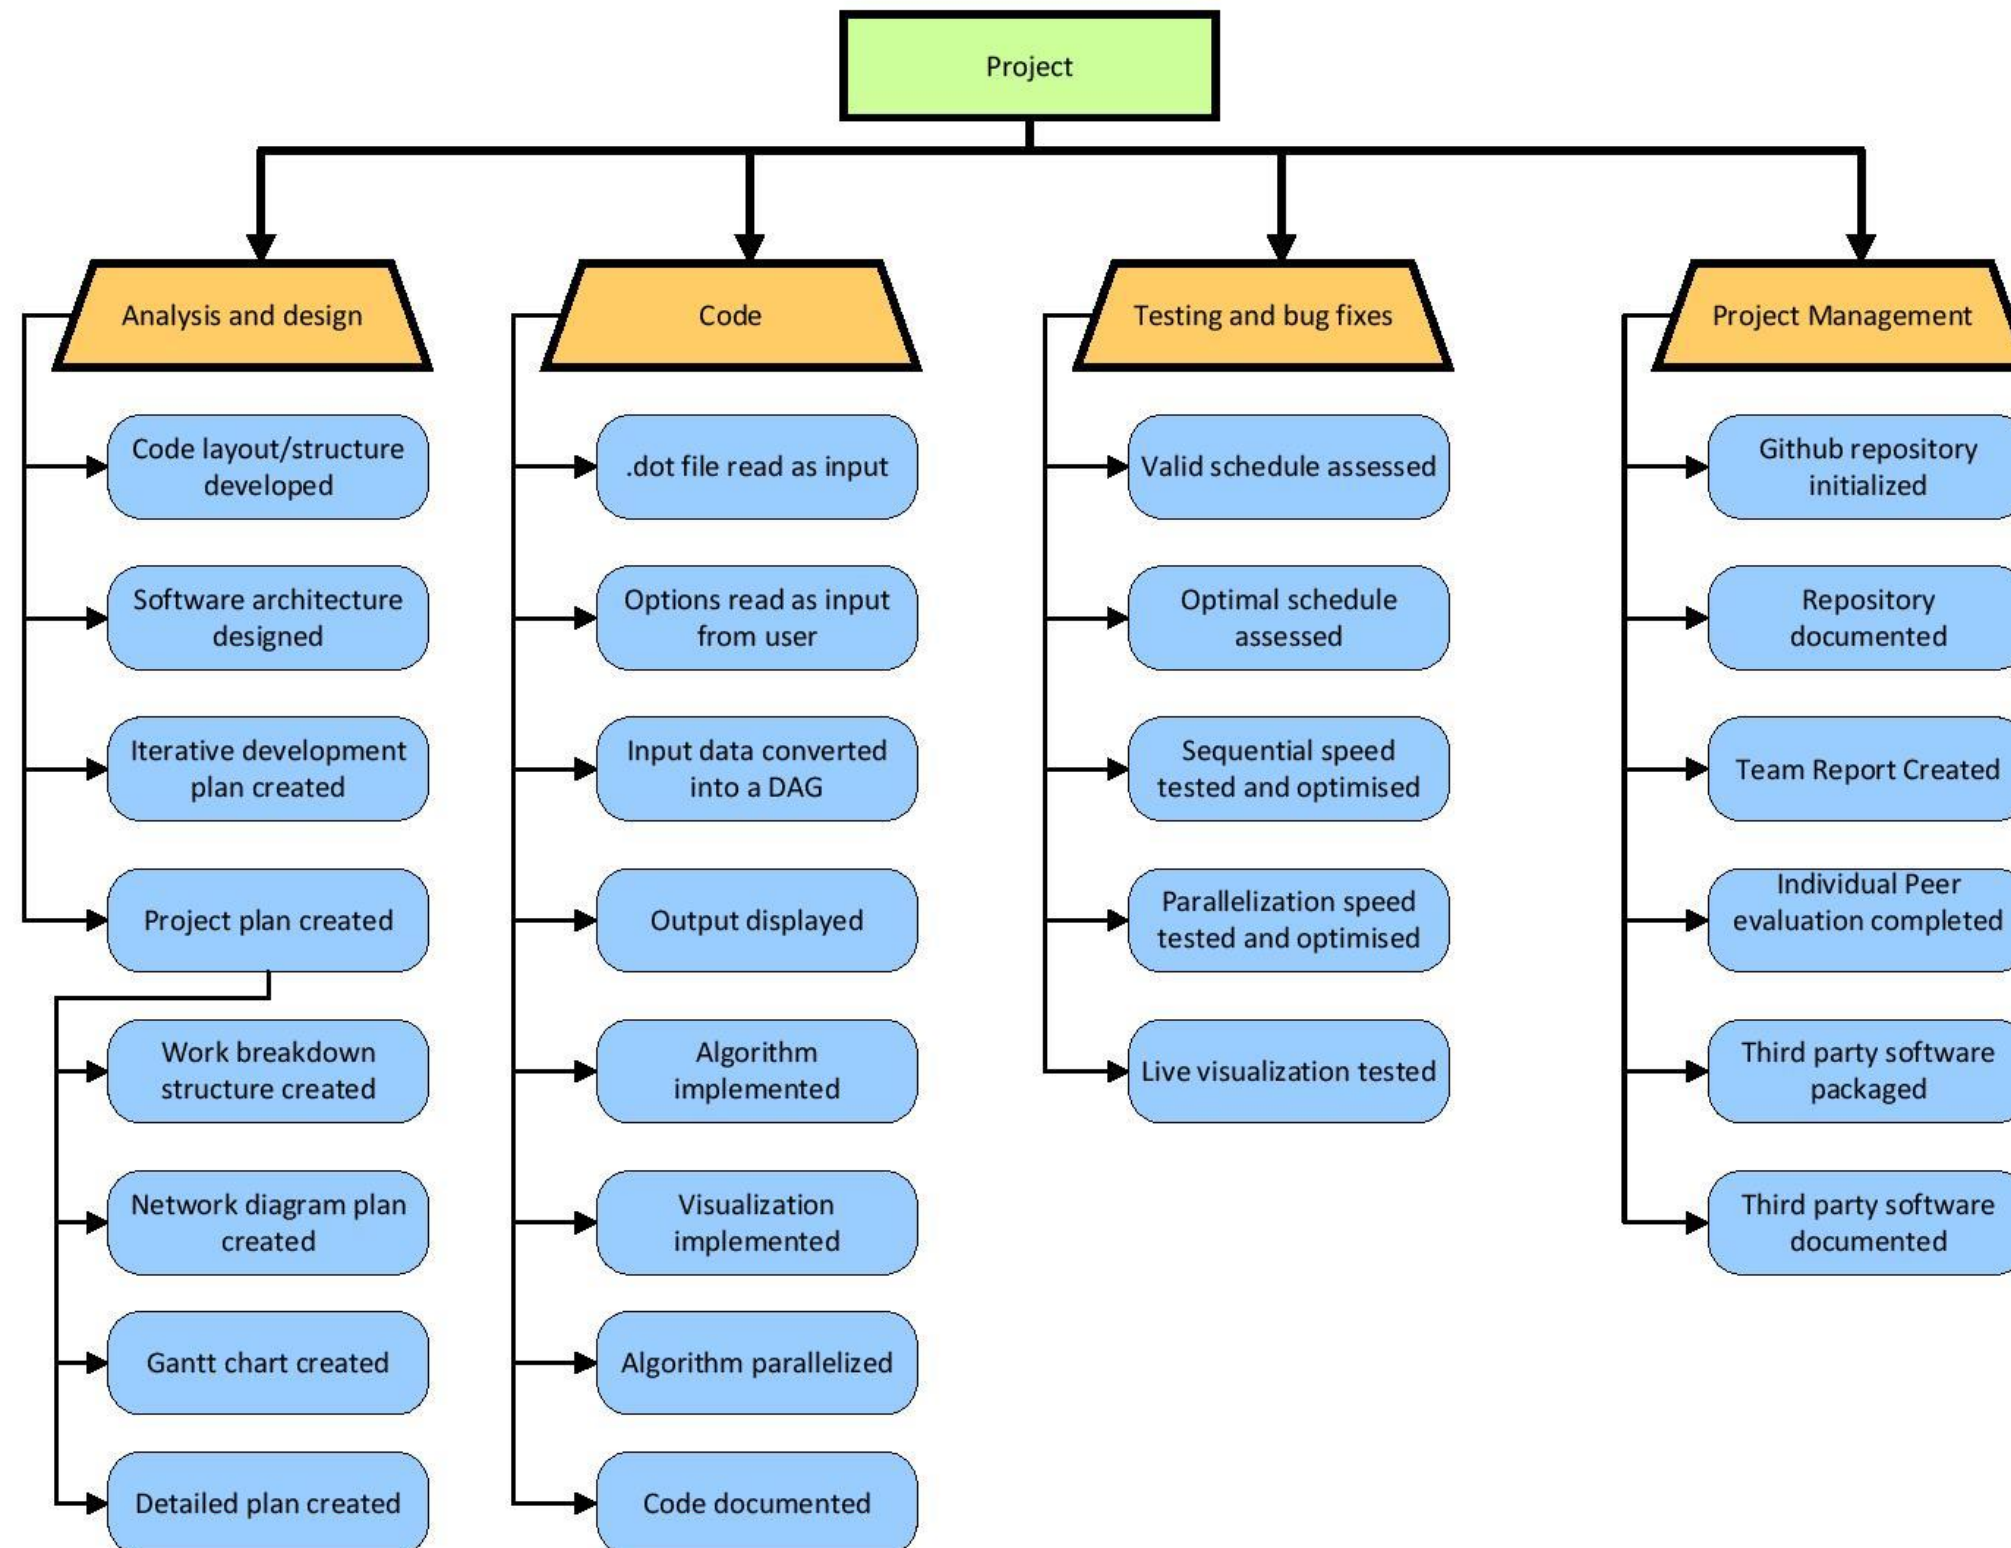 Project
Analysis and design
Code layout/structure
developed
Software architecture
designed
Iterative development
plan created
Project plan created
Work breakdown
structure created
Network diagram plan
created
Gantt chart created
Detailed plan created
Code
.dot file read as input
Options read as input
from user
Input data converted
into a DAG
Output displayed
Algorithm
implemented
Visualization
implemented
Algorithm parallelized
Code documented
Testing and bug fixes
Valid schedule assessed
Optimal schedule
assessed
Sequential speed
tested and optimised
Parallelization speed
tested and optimised
Live visualization tested
Project Management
Github repository
initialized
Repository
documented
Team Report Created
Individual Peer
evaluation completed
Third party software
packaged
Third party software
documented